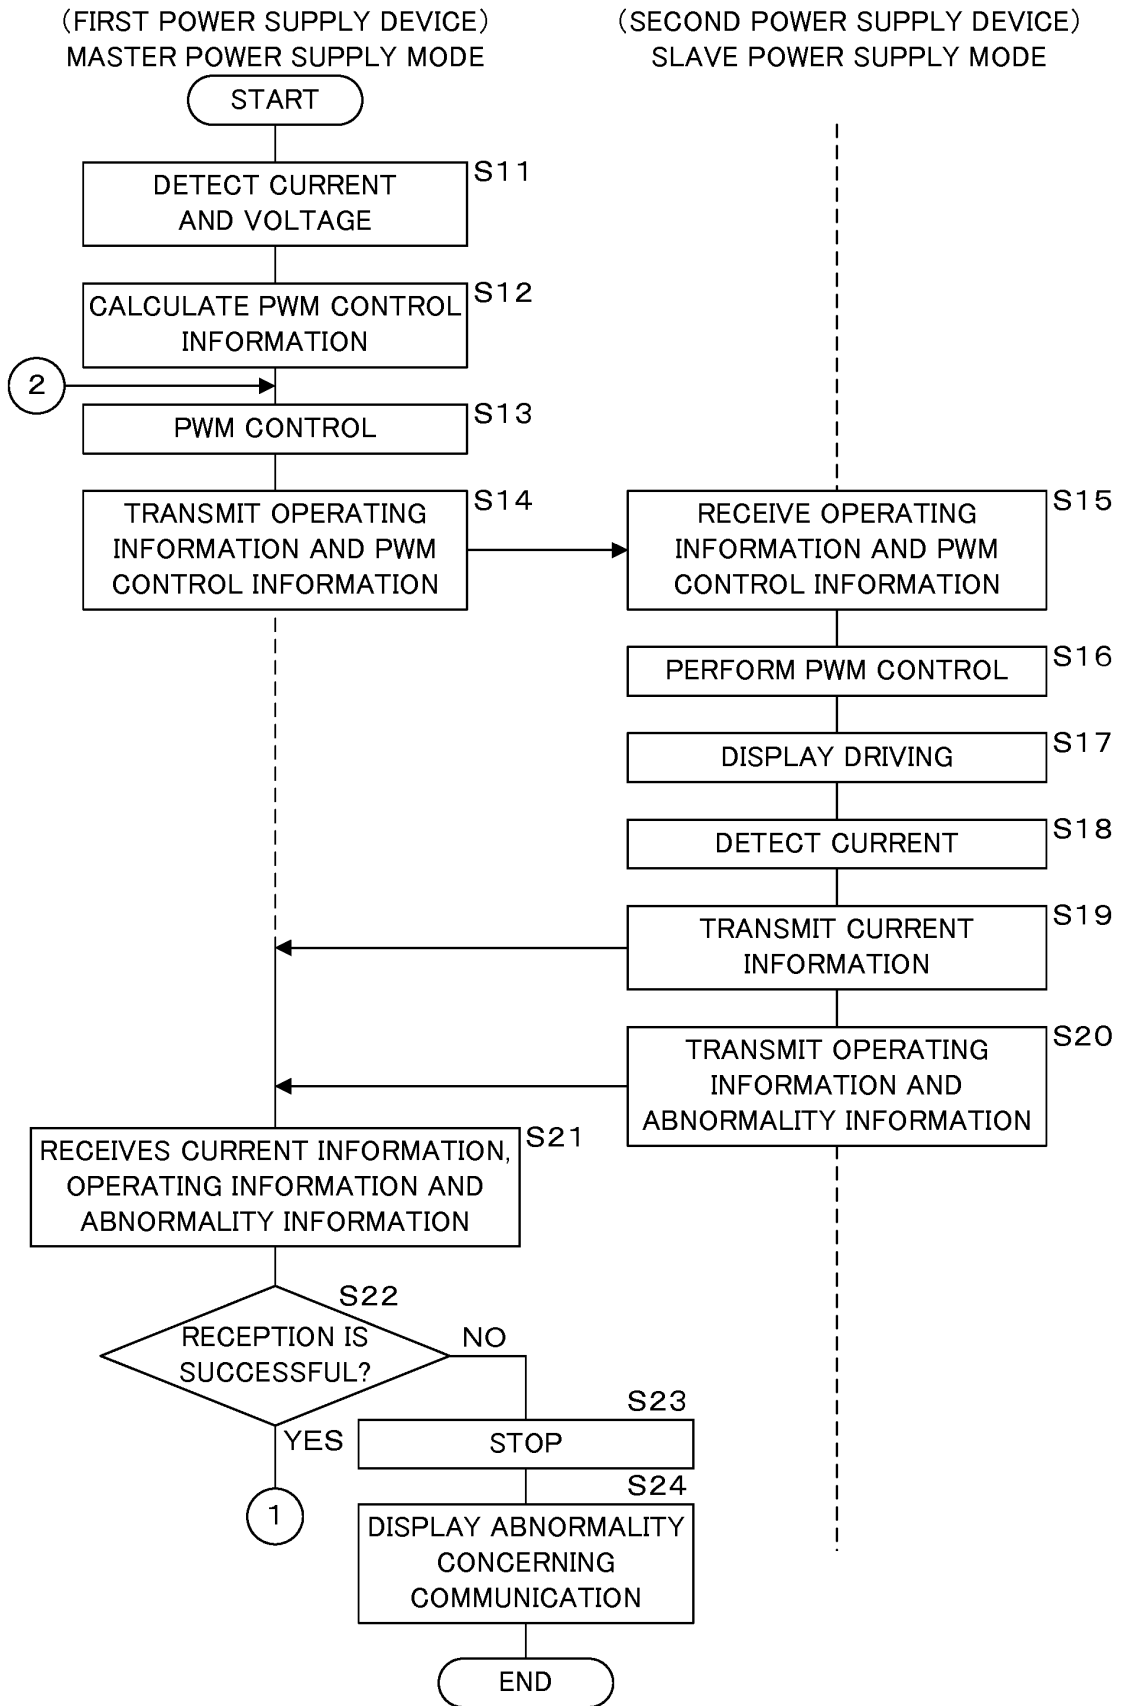 (FIRST POWER SUPPLY DEVICE)
MASTER POWER SUPPLY MODE
(SECOND POWER SUPPLY DEVICE)
SLAVE POWER SUPPLY MODE
START
S11
DETECT CURRENT
AND VOLTAGE
S12
CALCULATE PWM CONTROL
INFORMATION
2
S13
PWM CONTROL
S14
TRANSMIT OPERATING
INFORMATION AND PWM
CONTROL INFORMATION
S15
RECEIVE OPERATING
INFORMATION AND PWM
CONTROL INFORMATION
S16
PERFORM PWM CONTROL
S17
DISPLAY DRIVING
S18
DETECT CURRENT
S19
TRANSMIT CURRENT
INFORMATION
S20
TRANSMIT OPERATING
INFORMATION AND
ABNORMALITY INFORMATION
S21
RECEIVES CURRENT INFORMATION,
OPERATING INFORMATION AND
ABNORMALITY INFORMATION
S22
RECEPTION IS
SUCCESSFUL?
NO
YES
1
S23
STOP
S24
DISPLAY ABNORMALITY
CONCERNING
COMMUNICATION
END